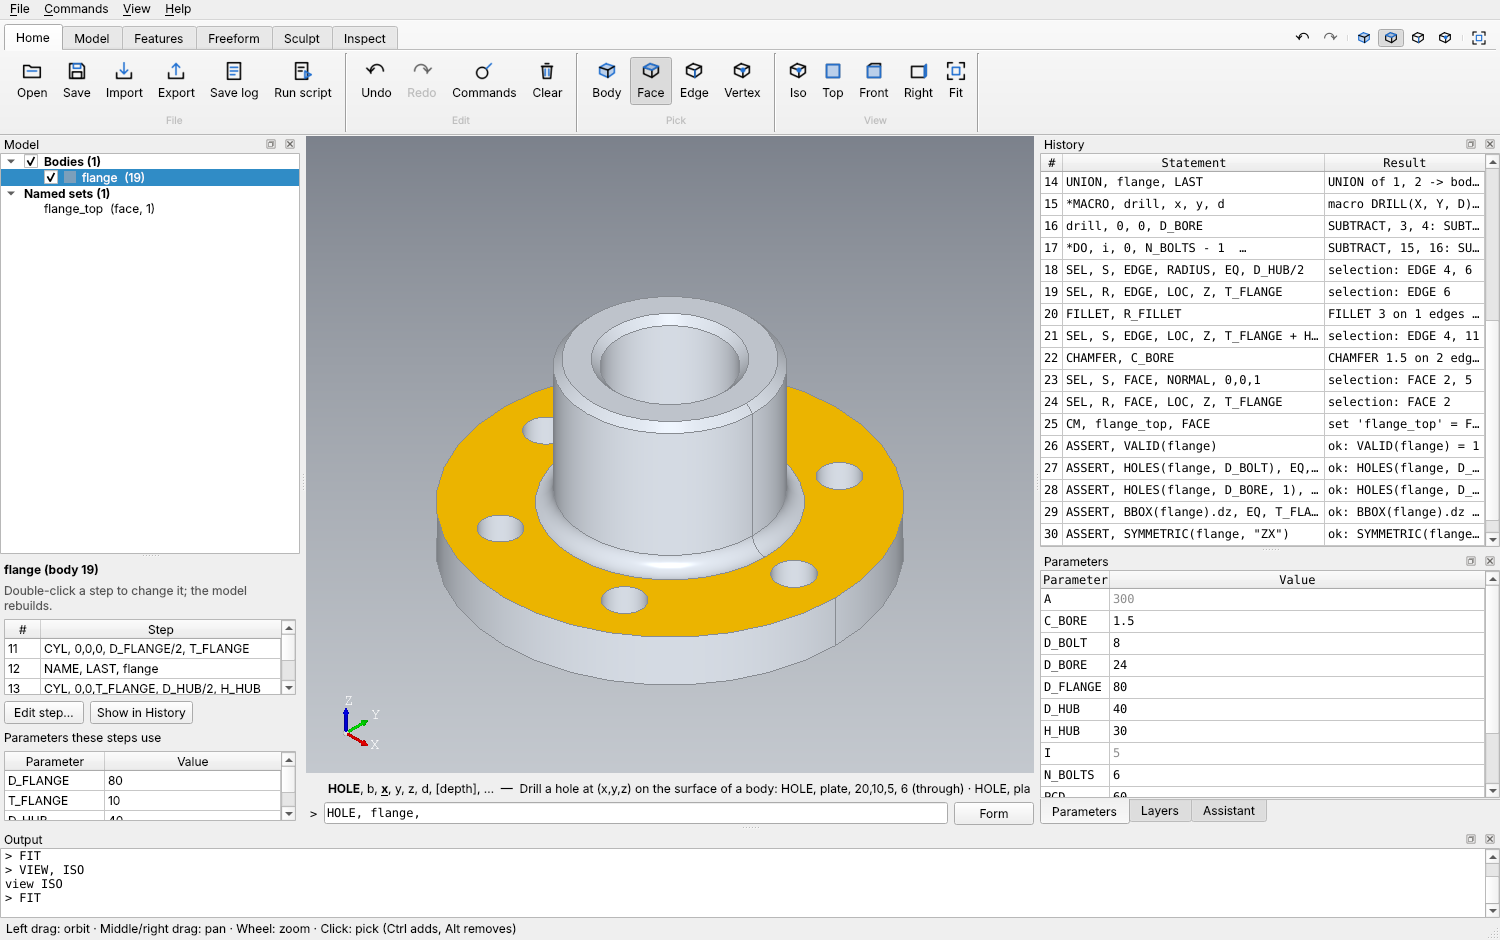 File Commands View Help
Home Model Features Freeform Sculpt Inspect
Open Save Import Export Save log Run script Undo Redo Commands Clear Body Face Edge Vertex Iso Top Front Right Fit
File Edit Pick View
Model
Bodies (1)
flange (19)
Named sets (1)
flange_top (face, 1)
flange (body 19)
Double-click a step to change it; the model
rebuilds.
# Step
11 CYL, 0,0,0, D_FLANGE/2, T_FLANGE
12 NAME, LAST, flange
13 CYL, 0,0,T_FLANGE, D_HUB/2, H_HUB
Edit step... Show in History
Parameters these steps use
Parameter Value
D_FLANGE 80
T_FLANGE 10
D_HUB 40
Z
Y
X
HOLE, b, x, y, z, d, [depth], ... — Drill a hole at (x,y,z) on the surface of a body: HOLE, plate, 20,10,5, 6 (through) · HOLE, pla
> HOLE, flange,
Form
History
# Statement Result
14 UNION, flange, LAST UNION of 1, 2 -> bod…
15 *MACRO, drill, x, y, d macro DRILL(X, Y, D)…
16 drill, 0, 0, D_BORE SUBTRACT, 3, 4: SUBT…
17 *DO, i, 0, N_BOLTS - 1 … SUBTRACT, 15, 16: SU…
18 SEL, S, EDGE, RADIUS, EQ, D_HUB/2 selection: EDGE 4, 6
19 SEL, R, EDGE, LOC, Z, T_FLANGE selection: EDGE 6
20 FILLET, R_FILLET FILLET 3 on 1 edges …
21 SEL, S, EDGE, LOC, Z, T_FLANGE + H… selection: EDGE 4, 11
22 CHAMFER, C_BORE CHAMFER 1.5 on 2 edg…
23 SEL, S, FACE, NORMAL, 0,0,1 selection: FACE 2, 5
24 SEL, R, FACE, LOC, Z, T_FLANGE selection: FACE 2
25 CM, flange_top, FACE set 'flange_top' = F…
26 ASSERT, VALID(flange) ok: VALID(flange) = 1
27 ASSERT, HOLES(flange, D_BOLT), EQ,… ok: HOLES(flange, D_…
28 ASSERT, HOLES(flange, D_BORE, 1), … ok: HOLES(flange, D_…
29 ASSERT, BBOX(flange).dz, EQ, T_FLA… ok: BBOX(flange).dz …
30 ASSERT, SYMMETRIC(flange, "ZX") ok: SYMMETRIC(flange…
Parameters
Parameter Value
A 300
C_BORE 1.5
D_BOLT 8
D_BORE 24
D_FLANGE 80
D_HUB 40
H_HUB 30
I 5
N_BOLTS 6
PCD 60
Parameters Layers Assistant
Output
> FIT
> VIEW, ISO
view ISO
> FIT
Left drag: orbit · Middle/right drag: pan · Wheel: zoom · Click: pick (Ctrl adds, Alt removes)